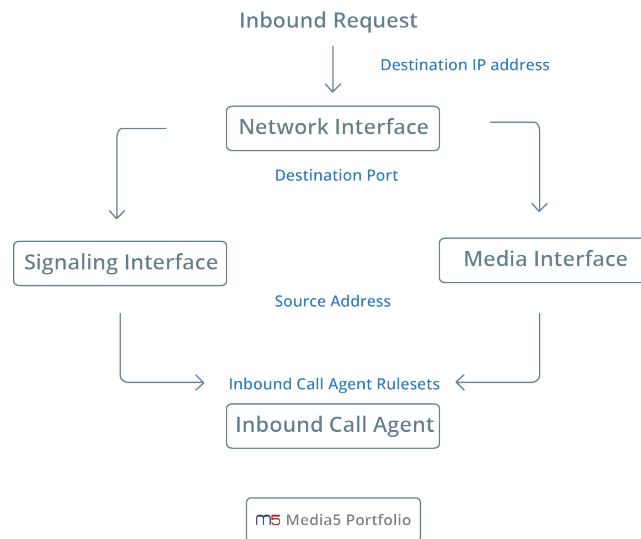 Inbound Request
Destination IP address
Network Interface
Destination Port
Signaling Interface
Media Interface
Source Address
Inbound Call Agent Rulesets
Inbound Call Agent
m5 Media5 Portfolio